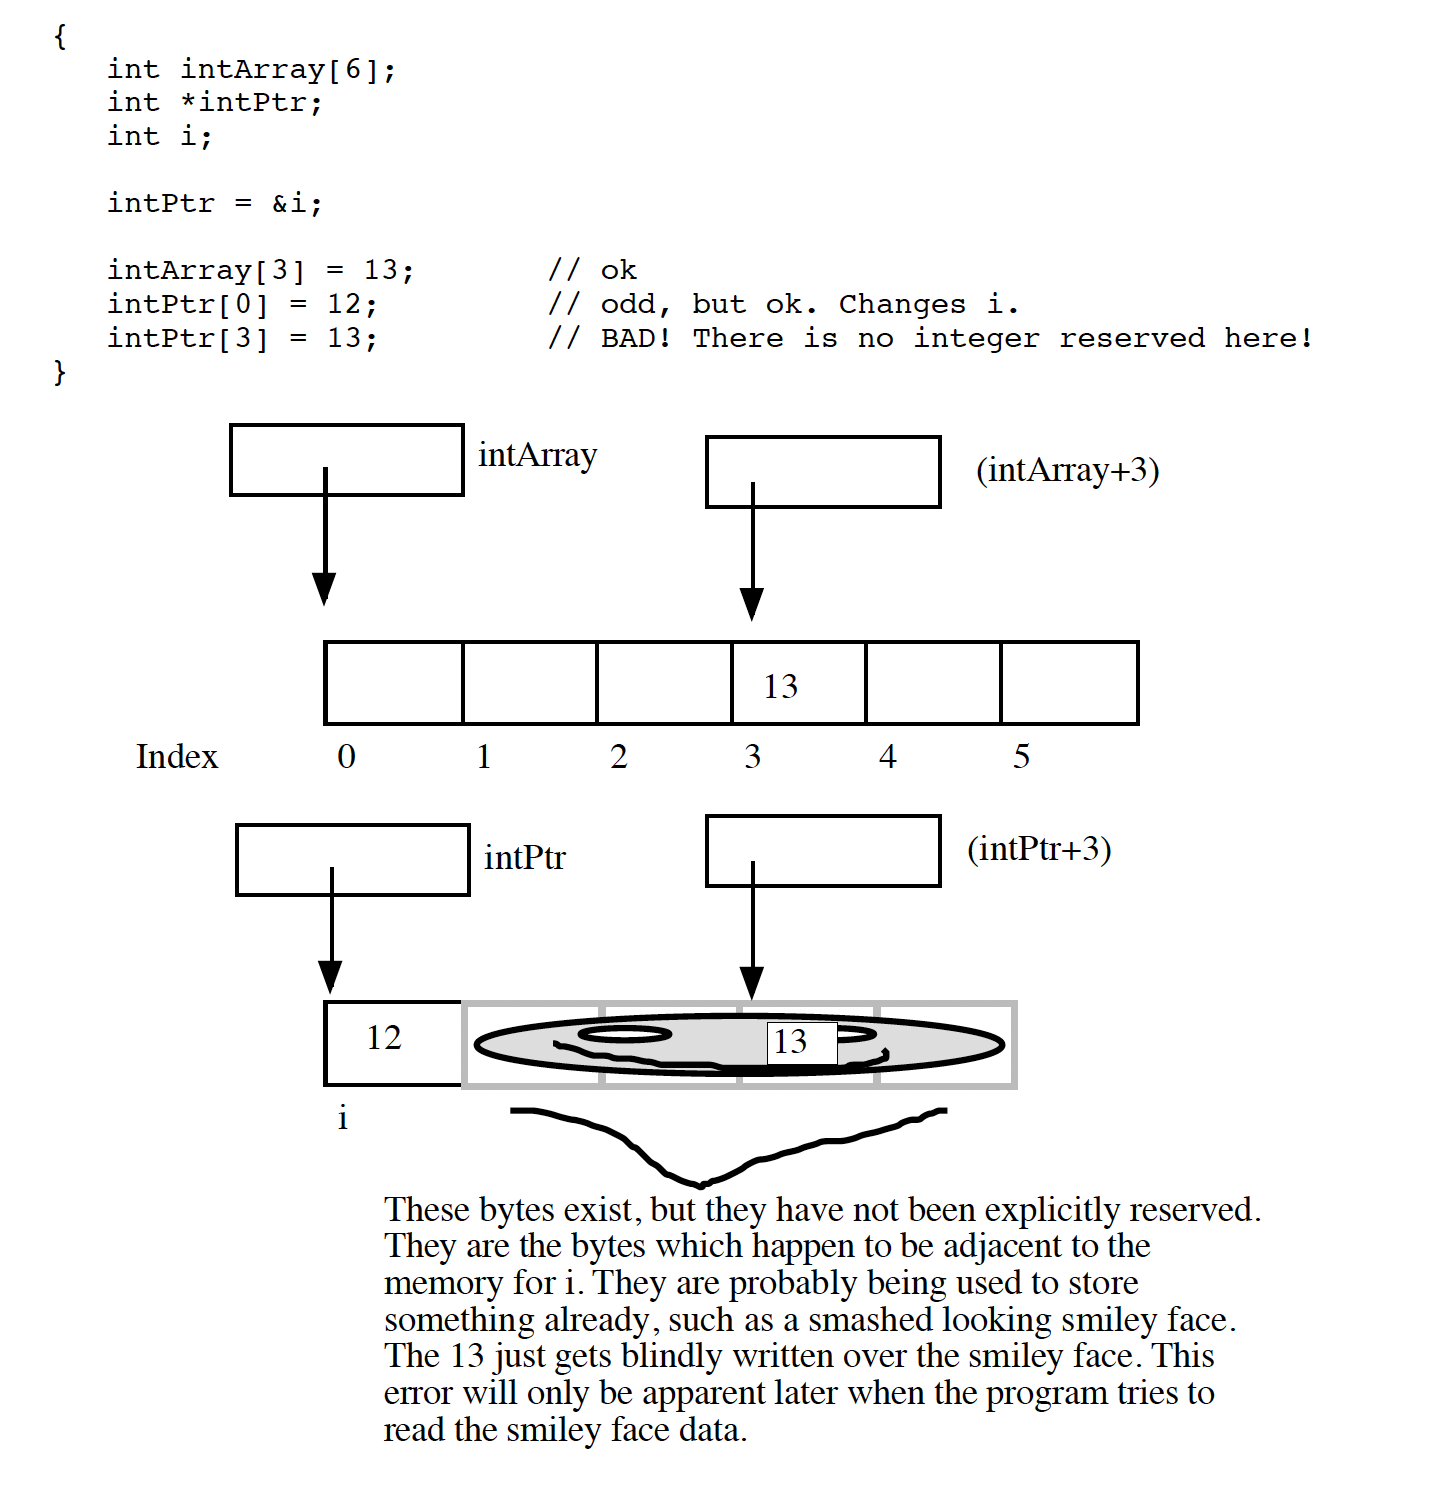 {
int intArray[6];
int *intPtr;
int i;
intPtr = &i;
intArray[3] = 13; // ok
intPtr[0] = 12; // odd, but ok. Changes i.
intPtr[3] = 13; // BAD! There is no integer reserved here!
}
intArray
(intArray+3)
13
Index 0 1 2 3 4 5
intPtr
(intPtr+3)
12 13
i
These bytes exist, but they have not been explicitly reserved.
They are the bytes which happen to be adjacent to the
memory for i. They are probably being used to store
something already, such as a smashed looking smiley face.
The 13 just gets blindly written over the smiley face. This
error will only be apparent later when the program tries to
read the smiley face data.